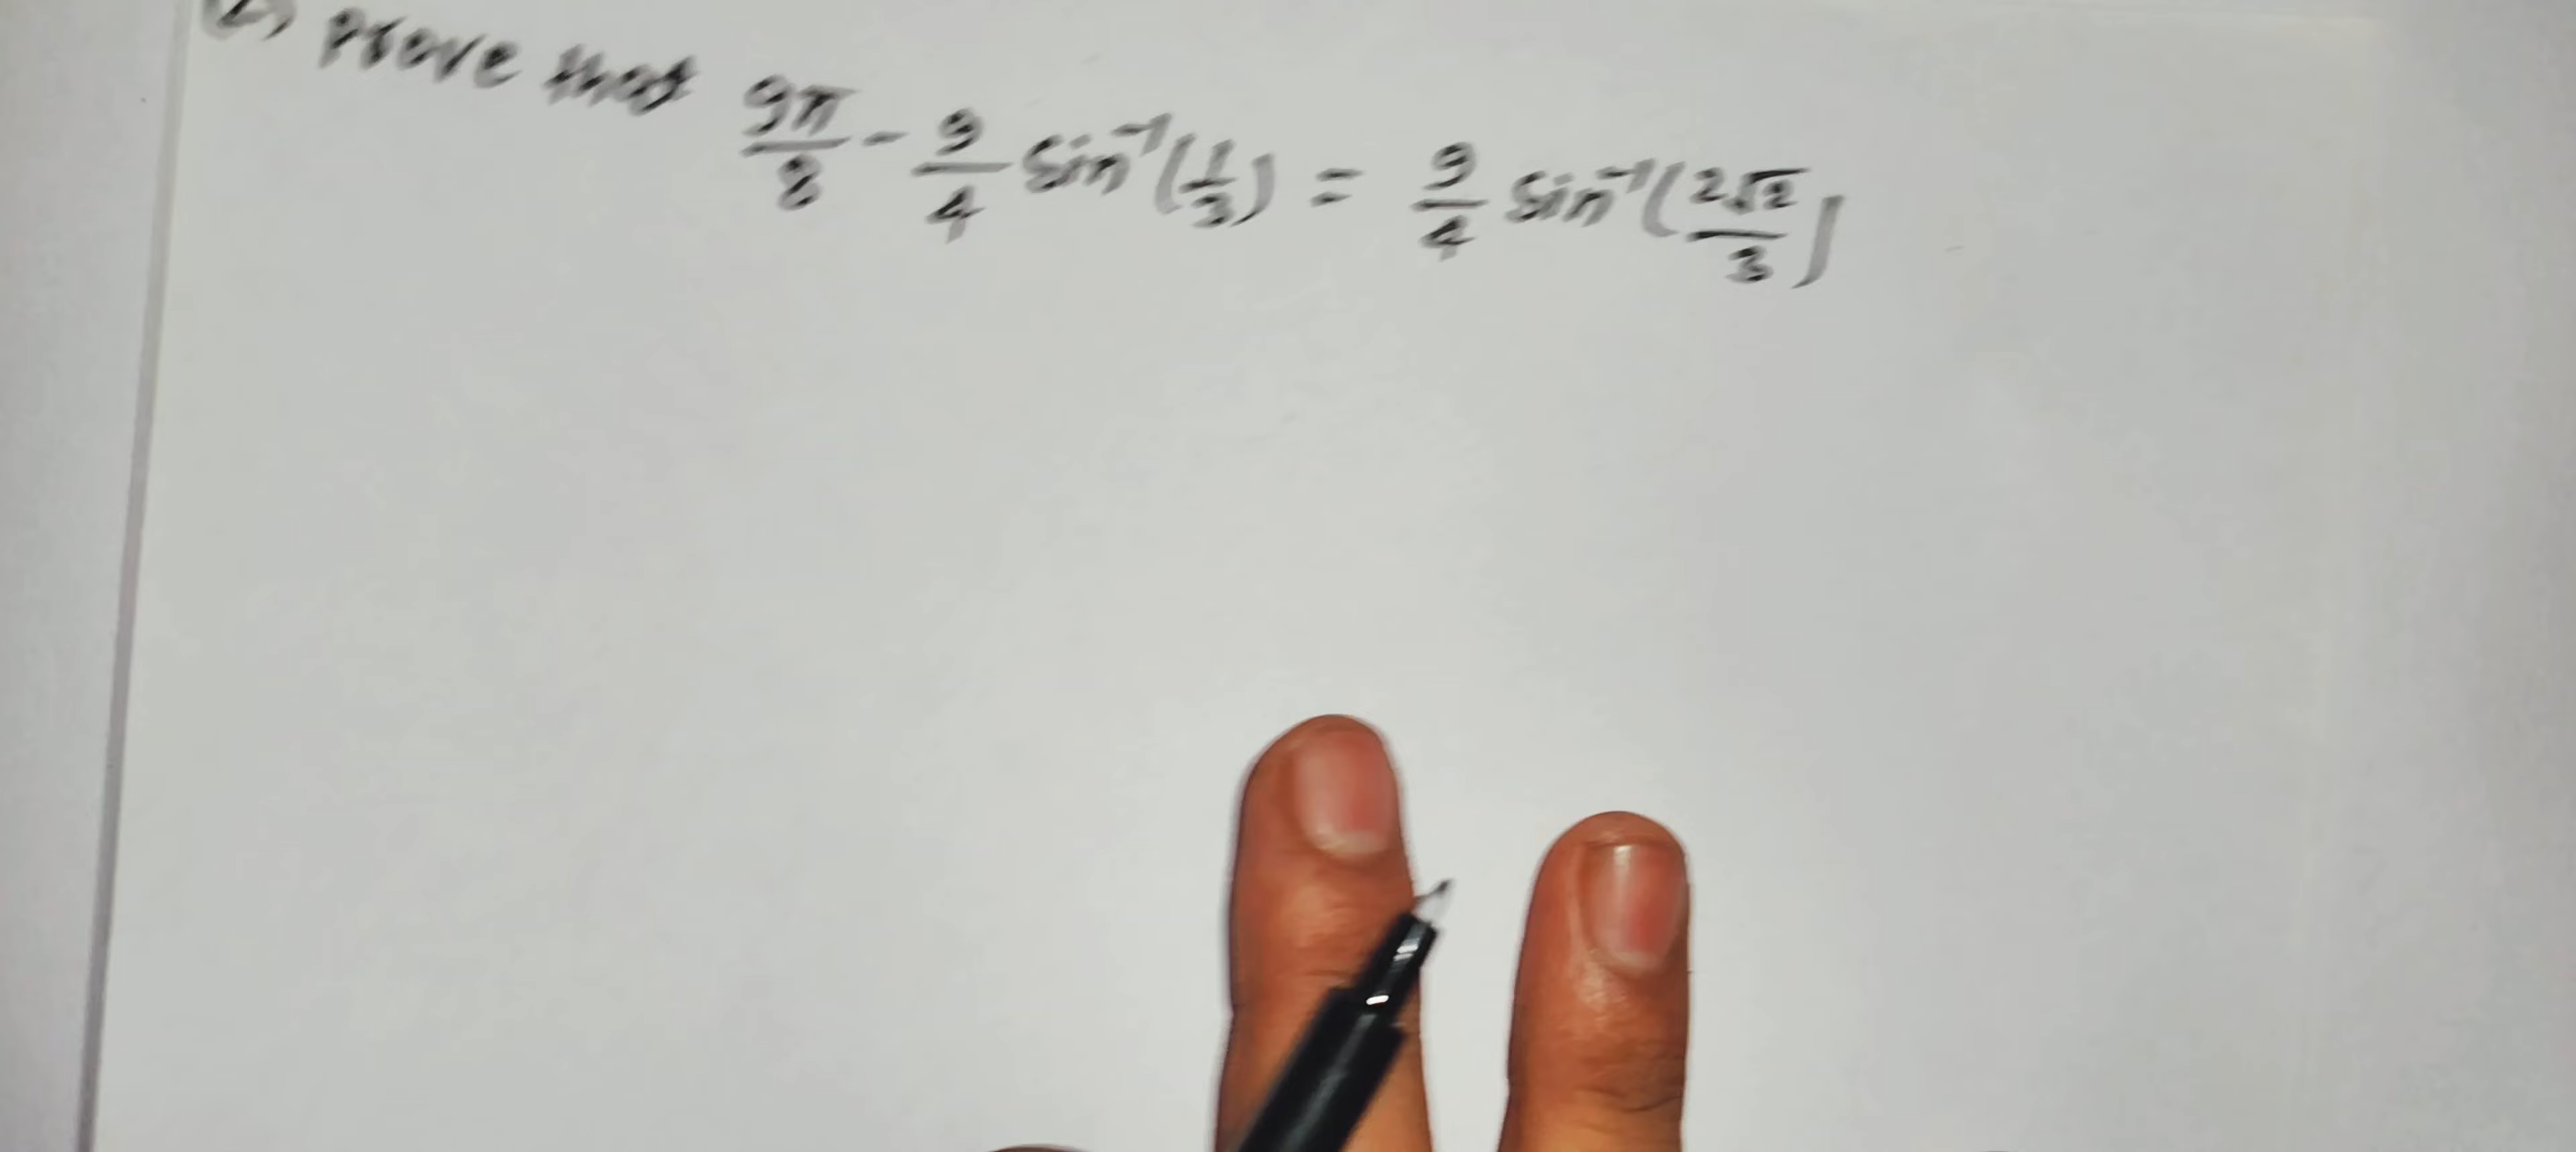 Prove that 9π/8 - 9/4 sin⁻¹(1/3) = 9/4 sin⁻¹(2√2/3)